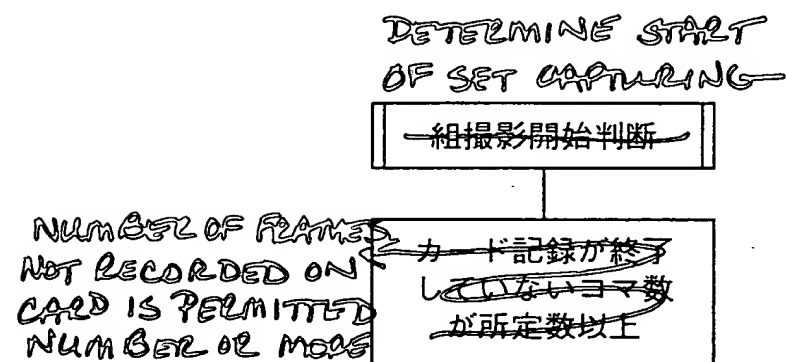 DETERMINE START
OF SET CAPTURING
組撮影開始判断
NUMBER OF FRAMES
NOT RECORDED ON
CARD IS PERMITTED
NUMBER OR MORE
カード記録が終了
していないコマ数
が所定数以上